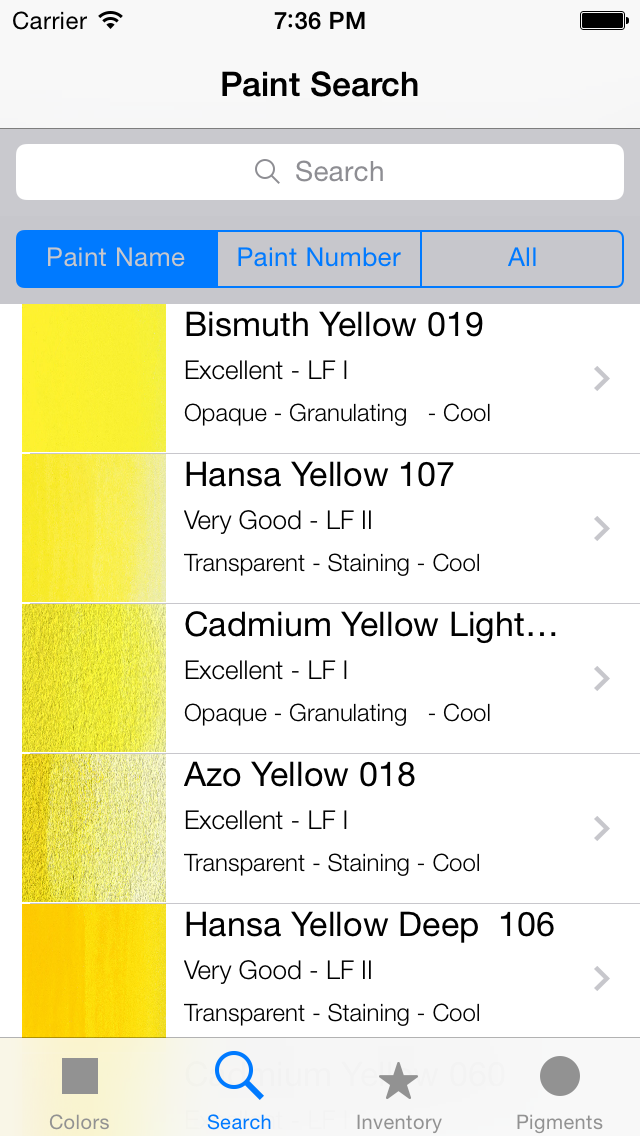 Carrier 7:36 PM
Paint Search
Search
Paint Name Paint Number All
Bismuth Yellow 019
Excellent - LF I
Opaque - Granulating - Cool
Hansa Yellow 107
Very Good - LF II
Transparent - Staining - Cool
Cadmium Yellow Light...
Excellent - LF I
Opaque - Granulating - Cool
Azo Yellow 018
Excellent - LF I
Transparent - Staining - Cool
Hansa Yellow Deep 106
Very Good - LF II
Transparent - Staining - Cool
Cadmium Yellow 060
Colors Search Inventory Pigments